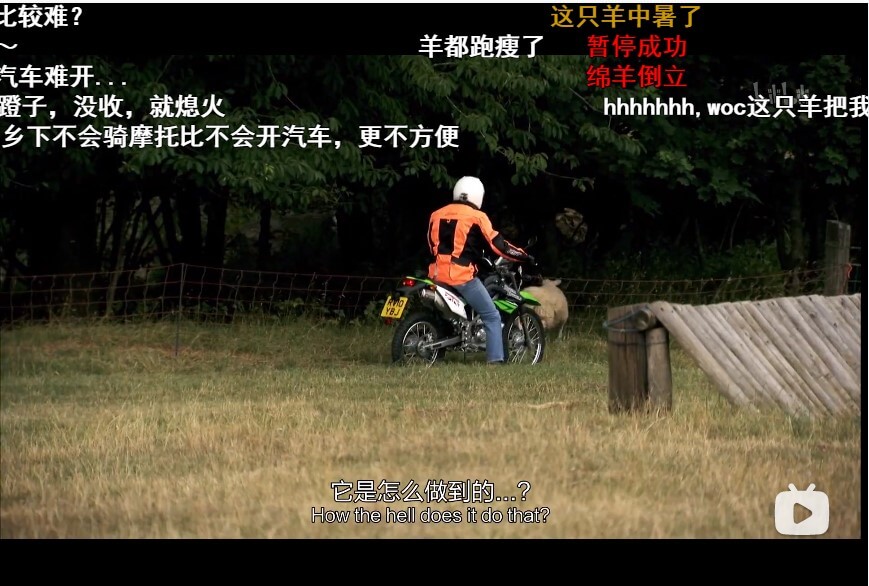 比较难？
这只羊中暑了
～
羊都跑瘦了
暂停成功
汽车难开...
绵羊倒立
蹬子，没收，就熄火
hhhhhhh,woc这只羊把我
乡下不会骑摩托比不会开汽车，更不方便
YBJ
它是怎么做到的...?
How the hell does it do that?